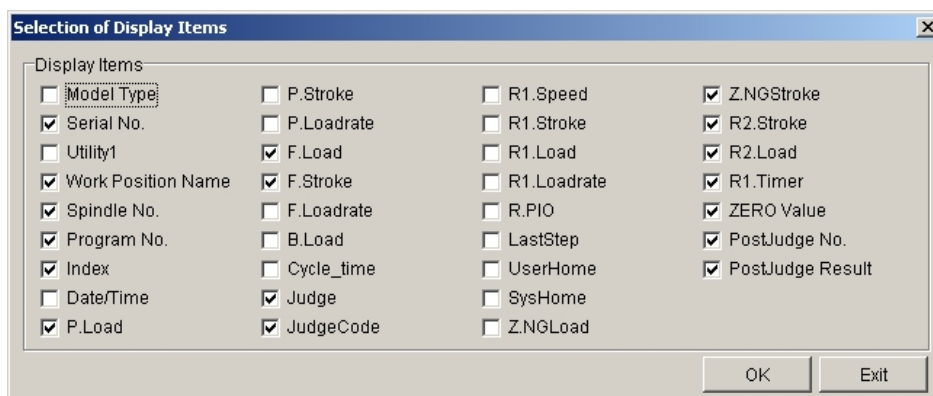 Selection of Display Items
Display Items
Model Type
Serial No.
Utility1
Work Position Name
Spindle No.
Program No.
Index
Date/Time
P.Load
P.Stroke
P.Loadrate
F.Load
F.Stroke
F.Loadrate
B.Load
Cycle_time
Judge
JudgeCode
R1.Speed
R1.Stroke
R1.Load
R1.Loadrate
R.PIO
LastStep
UserHome
SysHome
Z.NGLoad
Z.NGStroke
R2.Stroke
R2.Load
R1.Timer
ZERO Value
PostJudge No.
PostJudge Result
OK
Exit